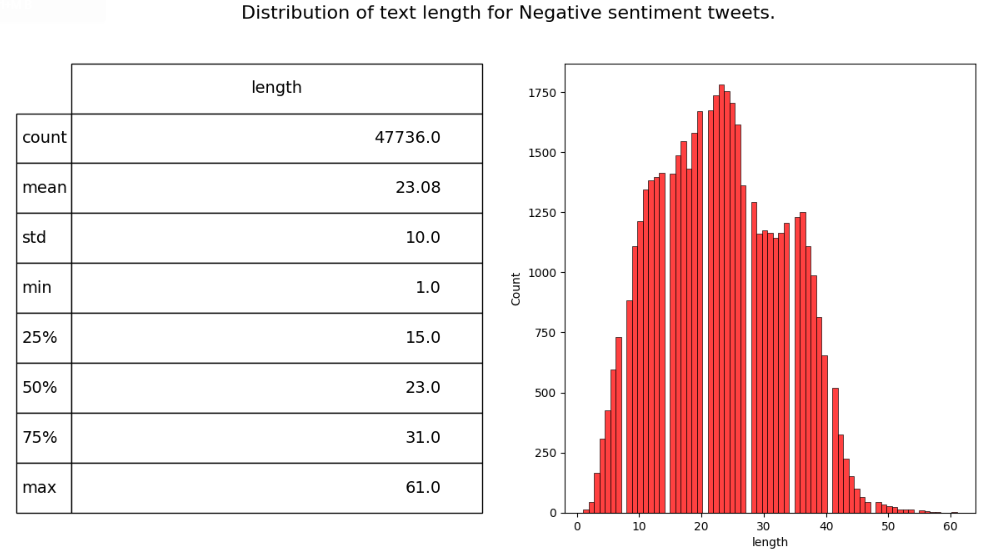 Distribution of text length for Negative sentiment tweets.
length
count 47736.0
mean 23.08
std 10.0
min 1.0
25% 15.0
50% 23.0
75% 31.0
max 61.0
1750
1500
1250
1000
750
500
250
0
Count
0 10 20 30 40 50 60
length